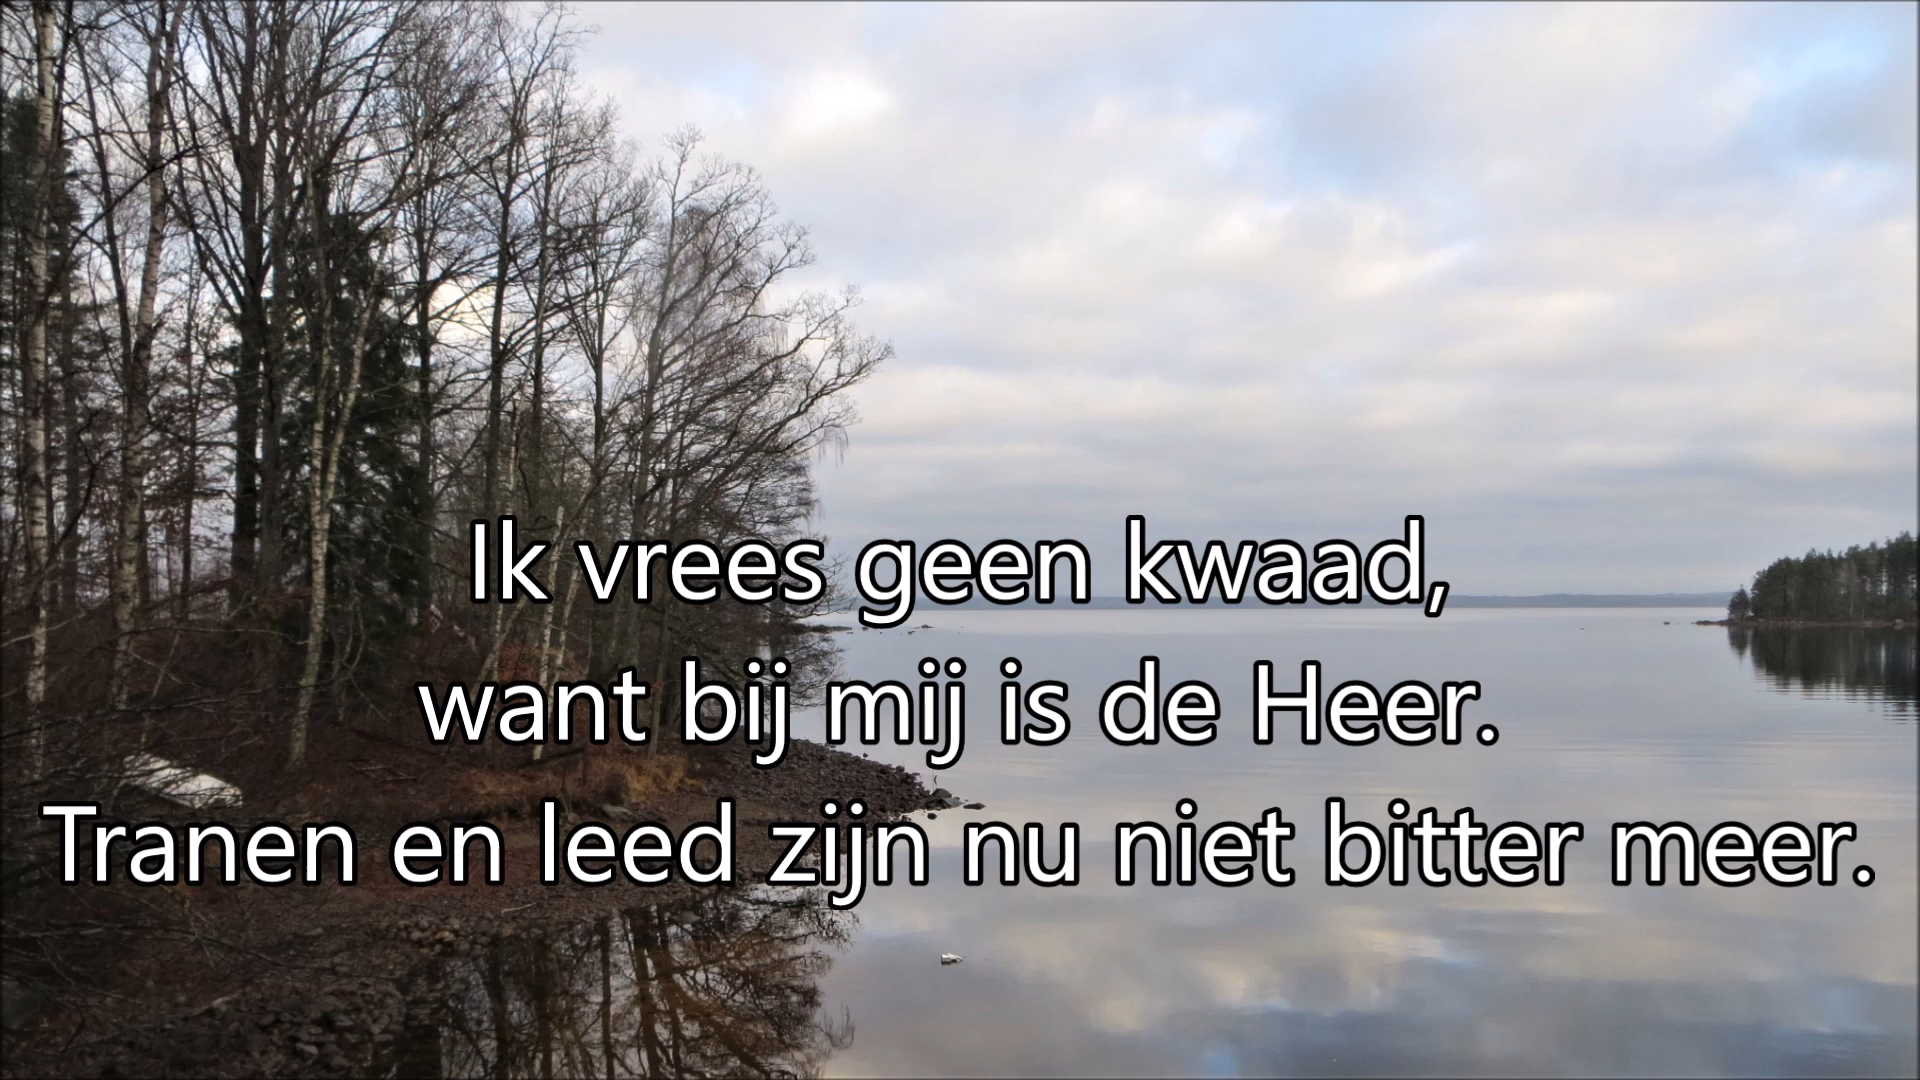 Ik vrees geen kwaad,
want bij mij is de Heer.
Tranen en leed zijn nu niet bitter meer.